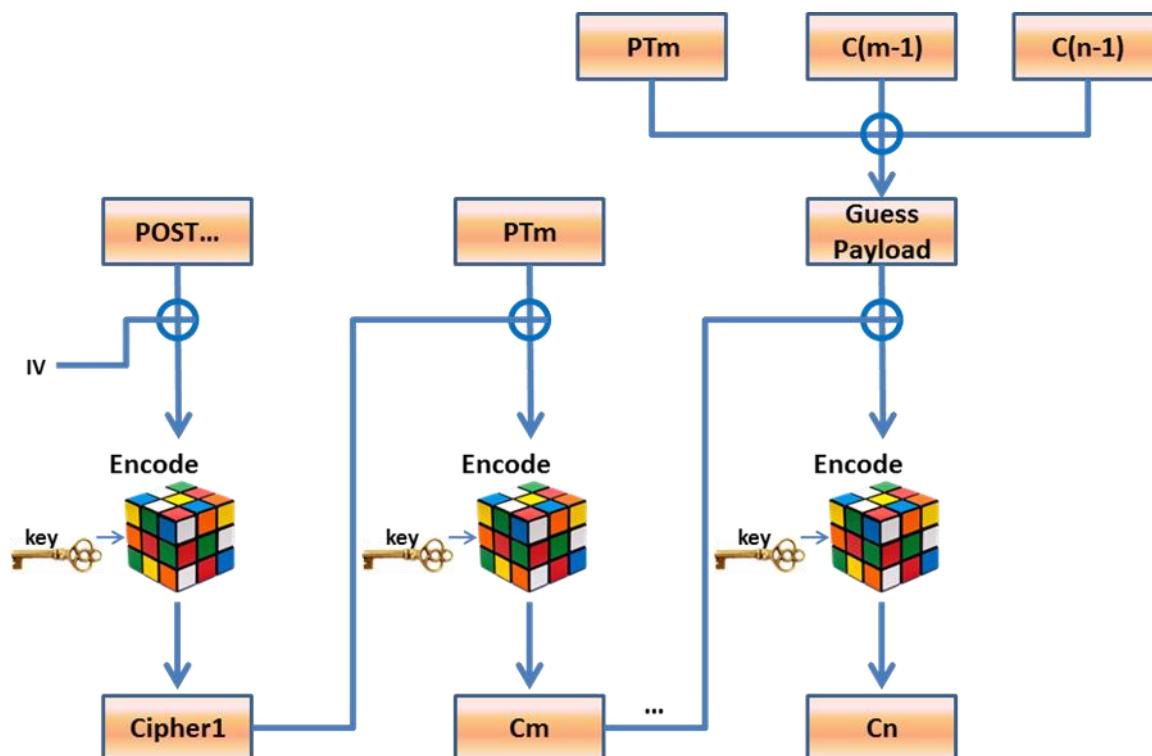 PTm
C(m-1)
C(n-1)
POST...
PTm
Guess
Payload
IV
Encode
Encode
Encode
key
key
key
Cipher1
Cm
...
Cn